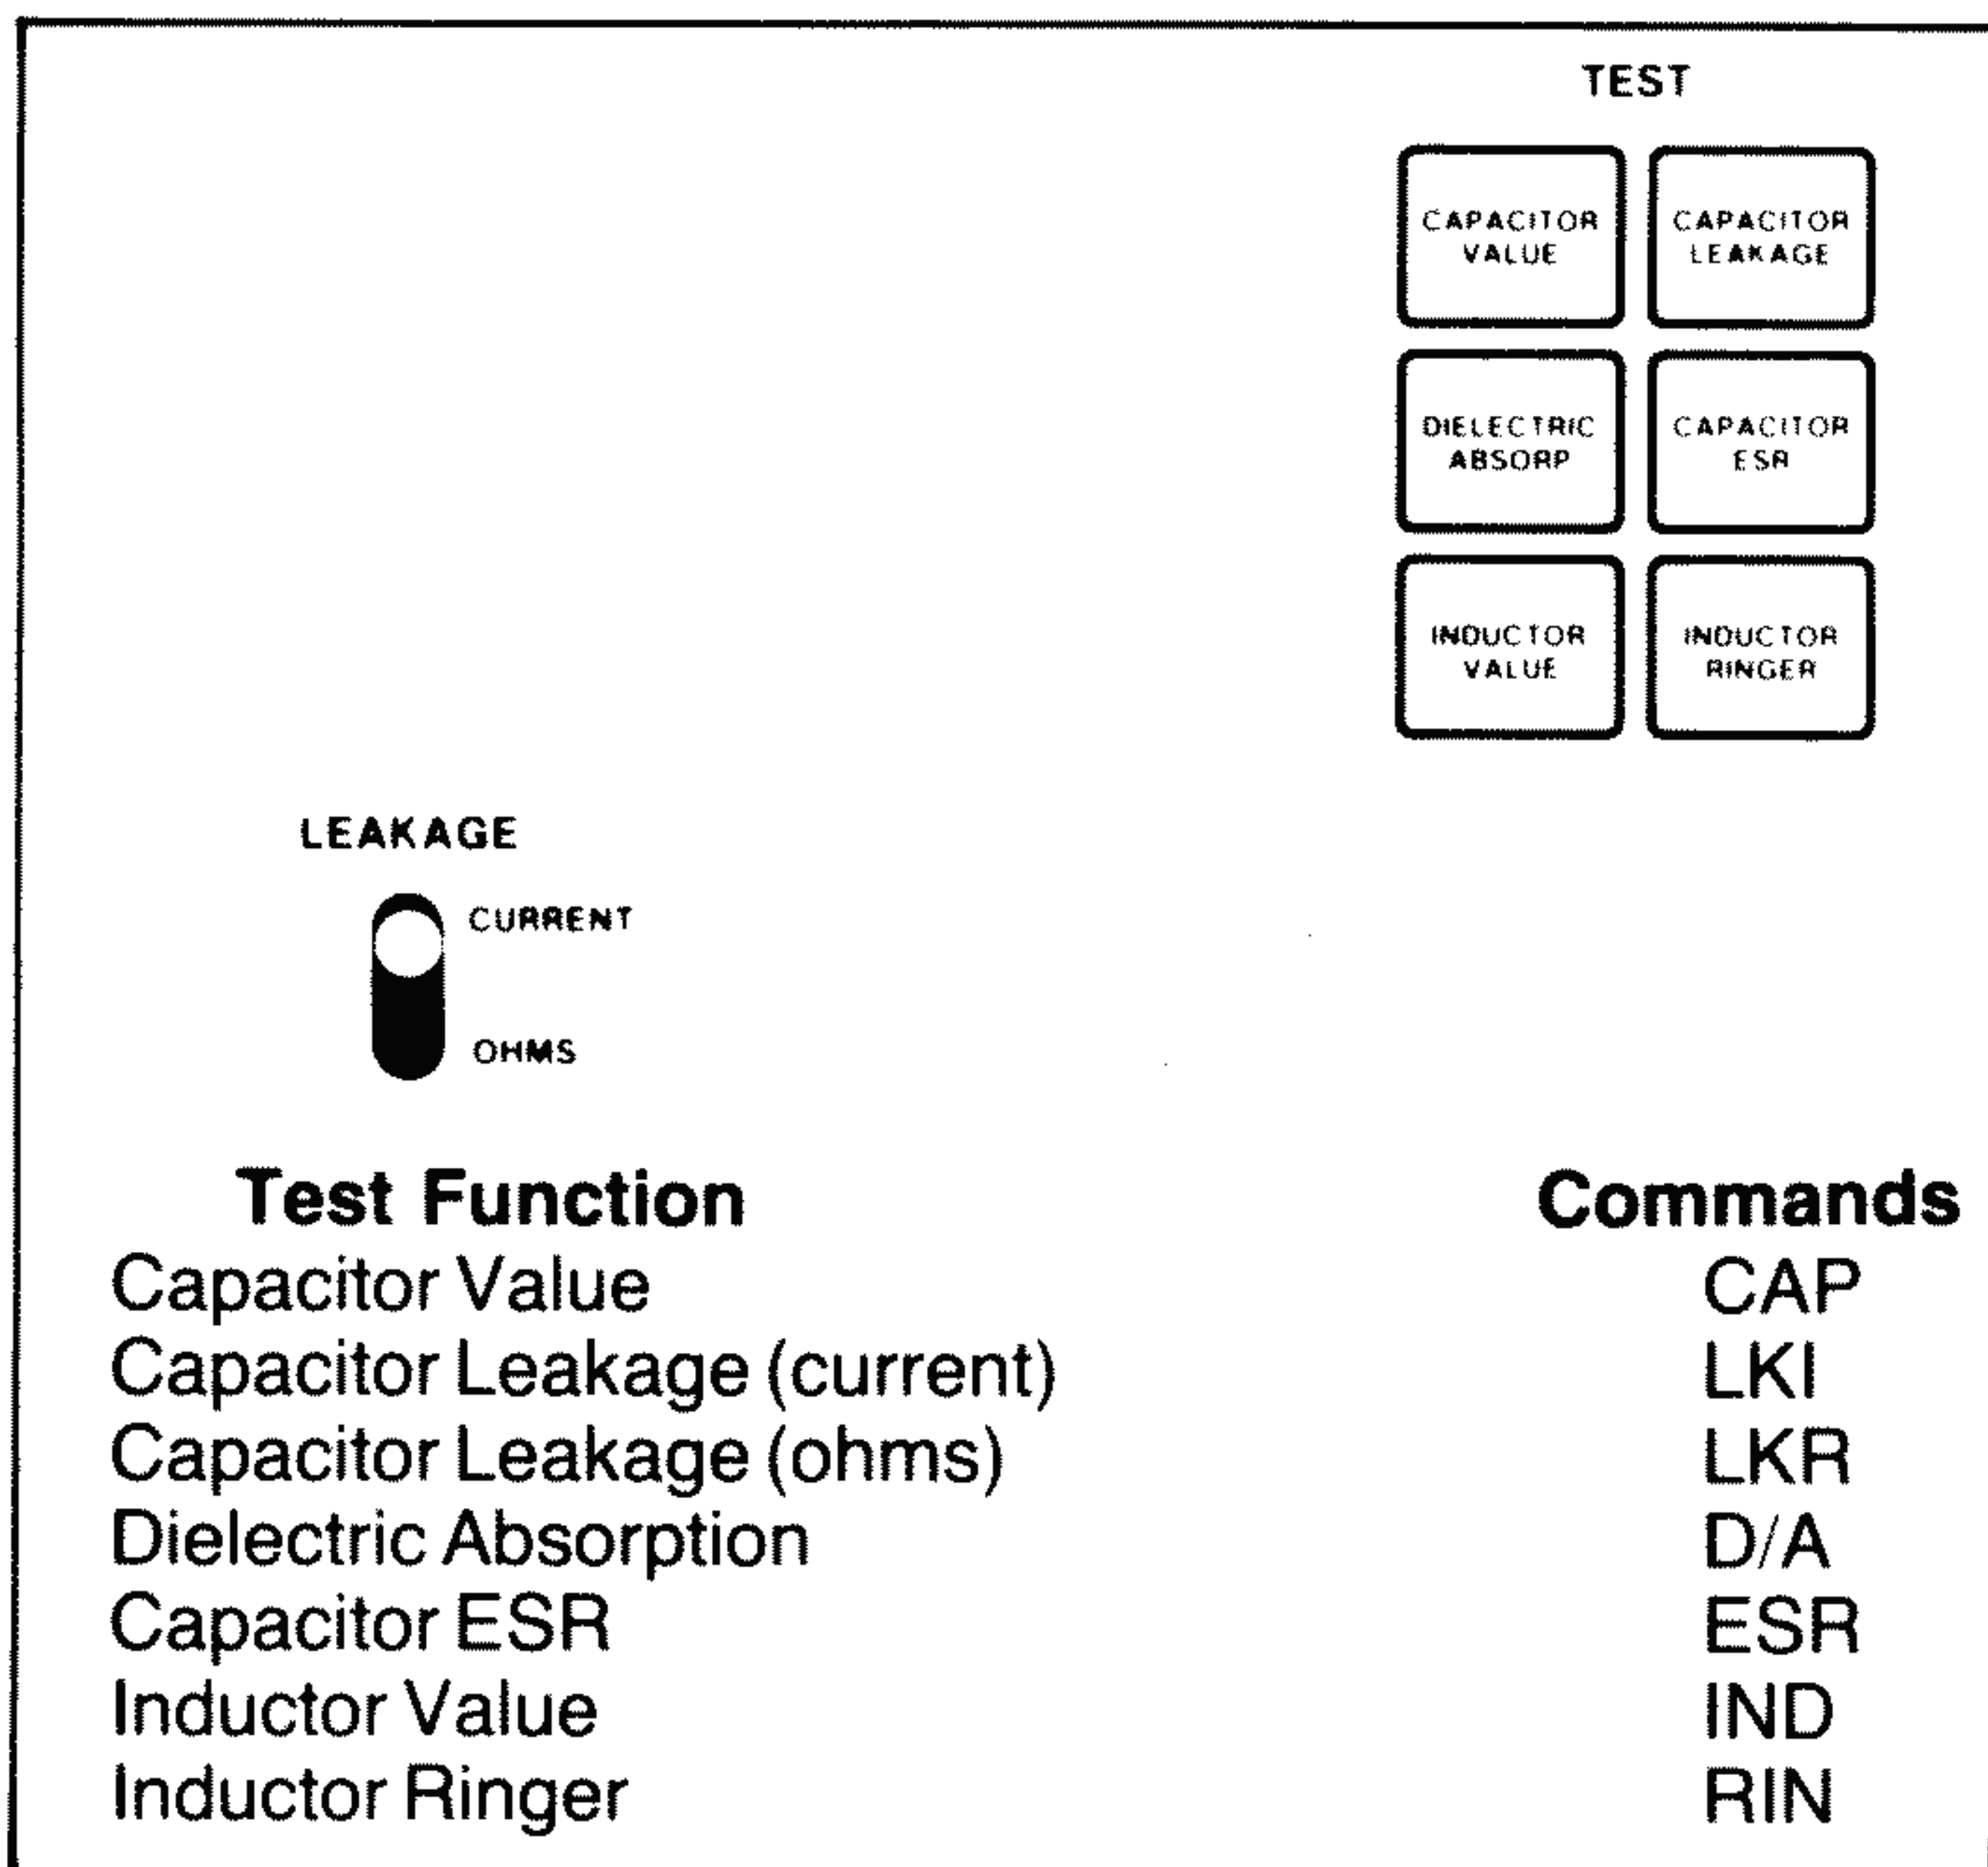 TEST
CAPACITOR VALUE
CAPACITOR LEAKAGE
DIELECTRIC ABSORP
CAPACITOR ESR
INDUCTOR VALUE
INDUCTOR RINGER
LEAKAGE
CURRENT
OHMS
Test Function Commands
Capacitor Value CAP
Capacitor Leakage (current) LKI
Capacitor Leakage (ohms) LKR
Dielectric Absorption D/A
Capacitor ESR ESR
Inductor Value IND
Inductor Ringer RIN